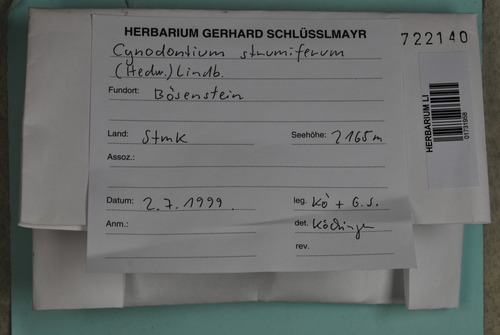 HERBARIUM GERHARD SCHLÜSSLMAYR
722140
Cynodontium strumiferum
(Hedw.) Lindb.
Fundort: Bösenstein
Land: Stmk Seehöhe: 2165 m
Assoz.:
Datum: 2.7.1999 leg. Kö + G.S.
Anm.: det. Köckinger
rev.
HERBARIUM LI
01731958